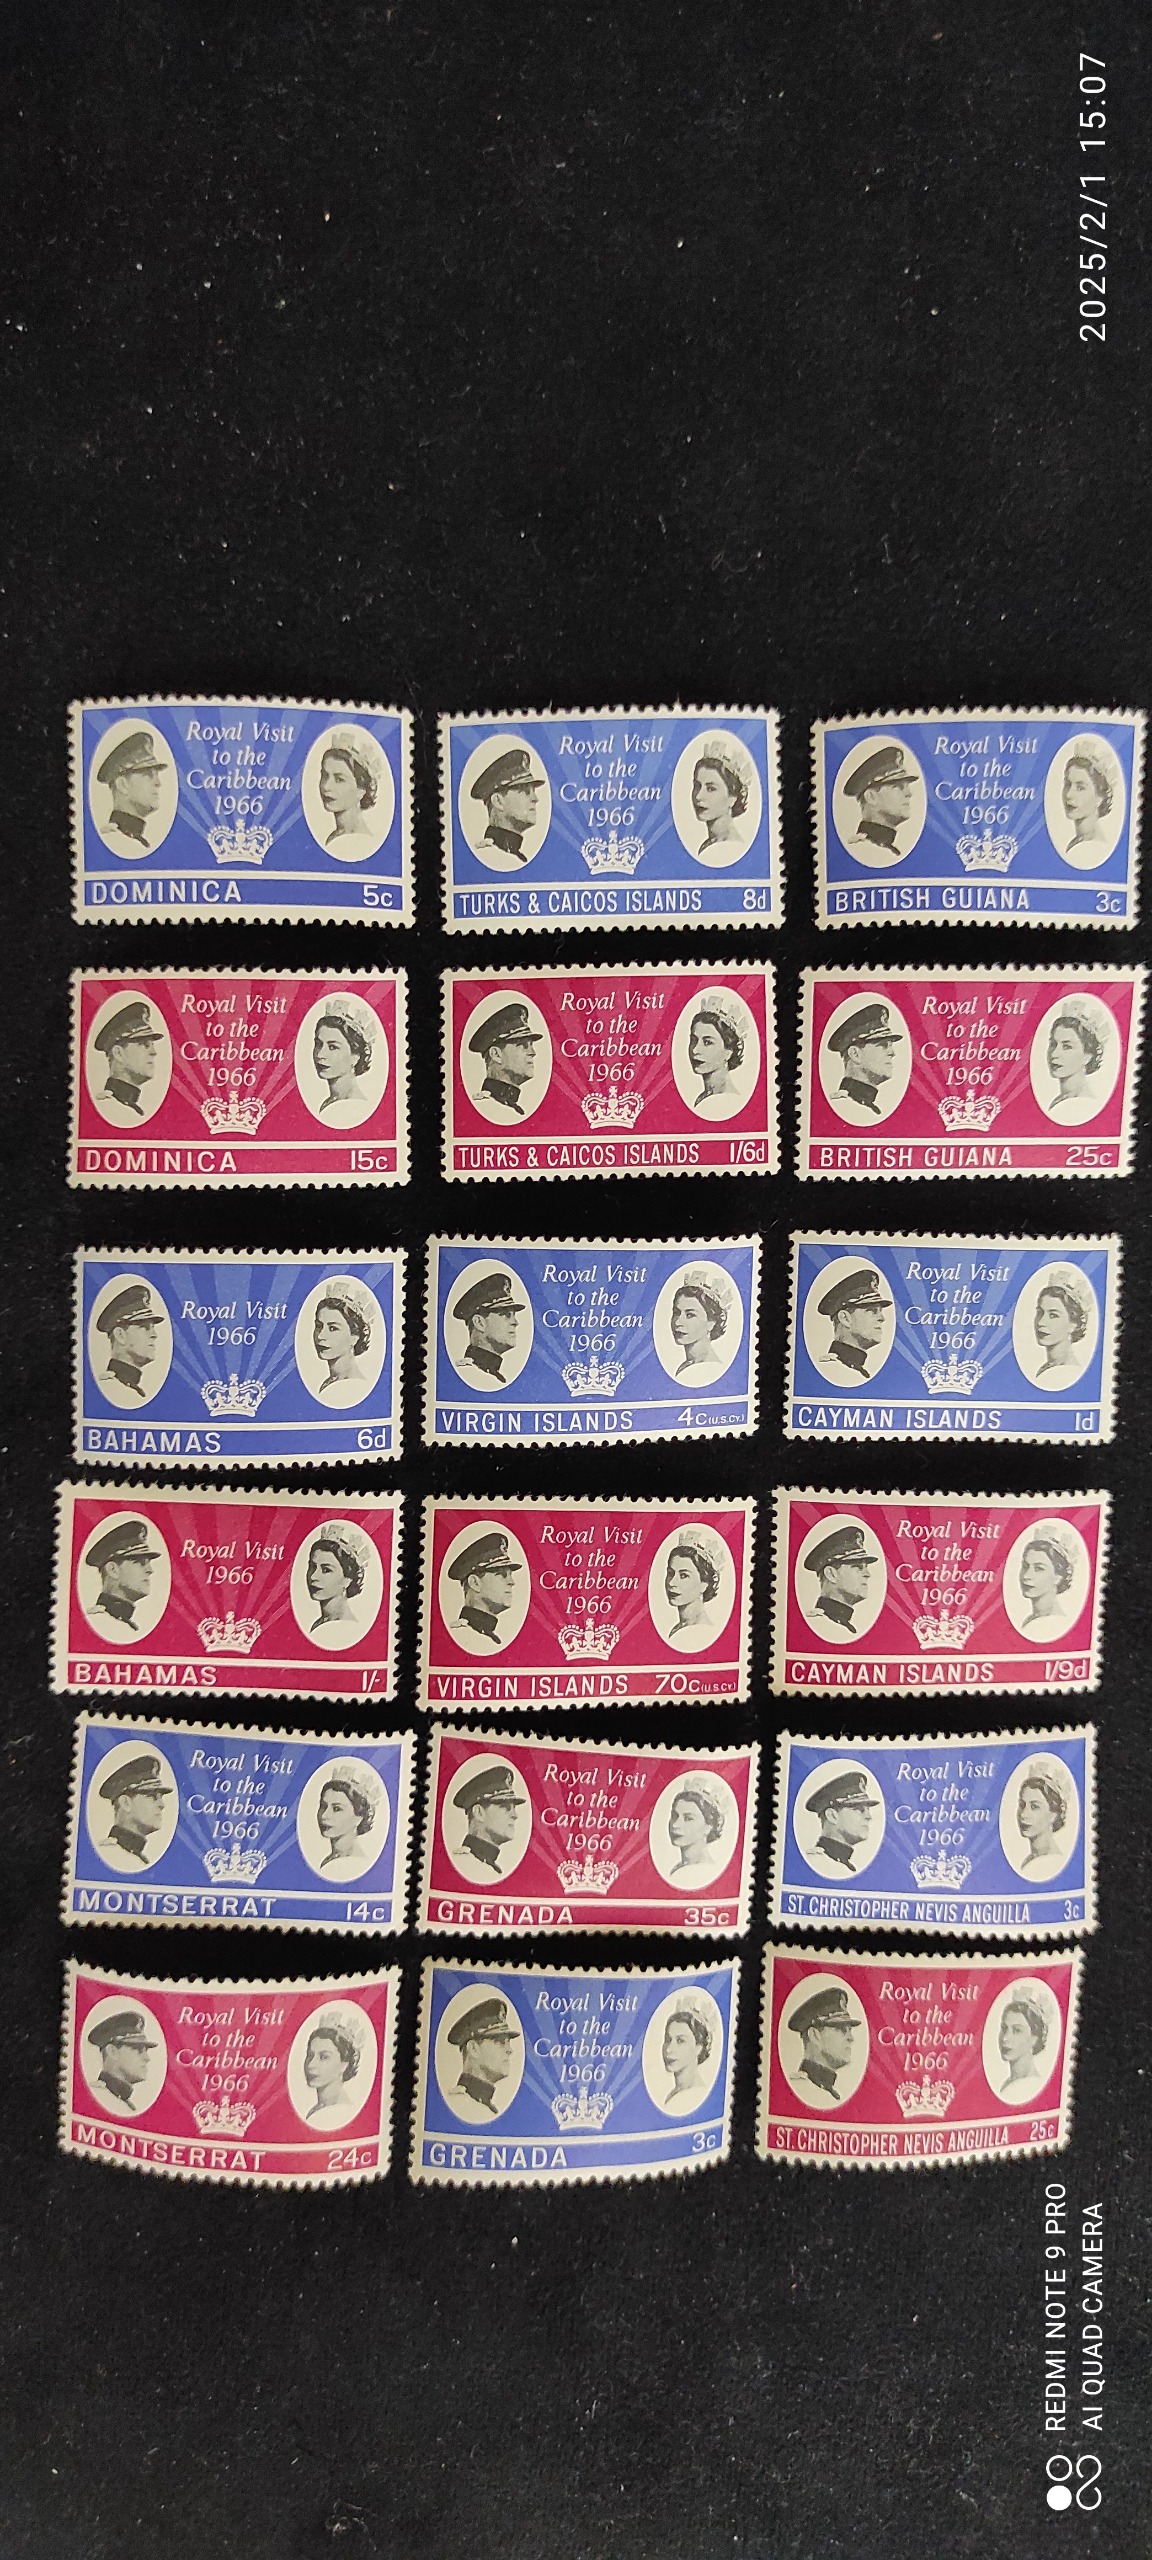 2025/2/1 15:07
Royal Visit
to the
Caribbean
1966
DOMINICA 5c
Royal Visit
to the
Caribbean
1966
TURKS & CAICOS ISLANDS 8d
Royal Visit
to the
Caribbean
1966
BRITISH GUIANA 3c
Royal Visit
to the
Caribbean
1966
DOMINICA 15c
Royal Visit
to the
Caribbean
1966
TURKS & CAICOS ISLANDS 1/6d
Royal Visit
to the
Caribbean
1966
BRITISH GUIANA 25c
Royal Visit
1966
BAHAMAS 6d
Royal Visit
to the
Caribbean
1966
VIRGIN ISLANDS 4c (U.S.CY.)
Royal Visit
to the
Caribbean
1966
CAYMAN ISLANDS 1d
Royal Visit
1966
BAHAMAS 1/-
Royal Visit
to the
Caribbean
1966
VIRGIN ISLANDS 70c (U.S.CY.)
Royal Visit
to the
Caribbean
1966
CAYMAN ISLANDS 1/9d
Royal Visit
to the
Caribbean
1966
MONTSERRAT 14c
Royal Visit
to the
Caribbean
1966
GRENADA 35c
Royal Visit
to the
Caribbean
1966
ST. CHRISTOPHER NEVIS ANGUILLA 3c
Royal Visit
to the
Caribbean
1966
MONTSERRAT 24c
Royal Visit
to the
Caribbean
1966
GRENADA 3c
Royal Visit
to the
Caribbean
1966
ST. CHRISTOPHER NEVIS ANGUILLA 25c
REDMI NOTE 9 PRO
AI QUAD CAMERA